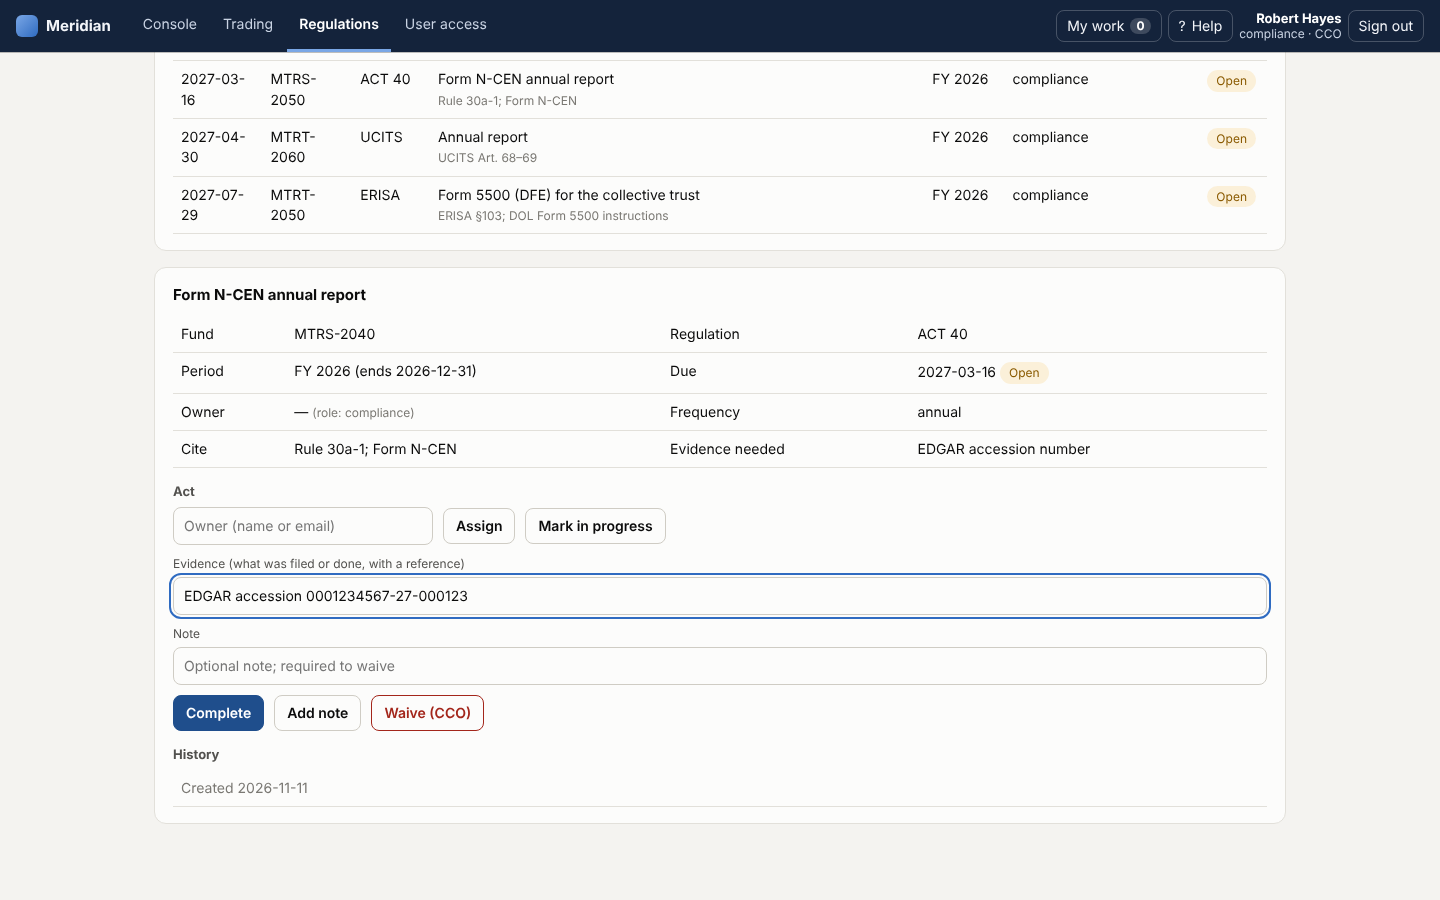 Meridian Console Trading Regulations User access My work 0 ? Help Robert Hayes Sign out
compliance · CCO
2027-03- MTRS- ACT 40 Form N-CEN annual report FY 2026 compliance Open
16 2050 Rule 30a-1; Form N-CEN
2027-04- MTRT- UCITS Annual report FY 2026 compliance Open
30 2060 UCITS Art. 68–69
2027-07- MTRT- ERISA Form 5500 (DFE) for the collective trust FY 2026 compliance Open
29 2050 ERISA §103; DOL Form 5500 instructions
Form N-CEN annual report
Fund MTRS-2040 Regulation ACT 40
Period FY 2026 (ends 2026-12-31) Due 2027-03-16 Open
Owner — (role: compliance) Frequency annual
Cite Rule 30a-1; Form N-CEN Evidence needed EDGAR accession number
Act
Owner (name or email) Assign Mark in progress
Evidence (what was filed or done, with a reference)
EDGAR accession 0001234567-27-000123
Note
Optional note; required to waive
Complete Add note Waive (CCO)
History
Created 2026-11-11